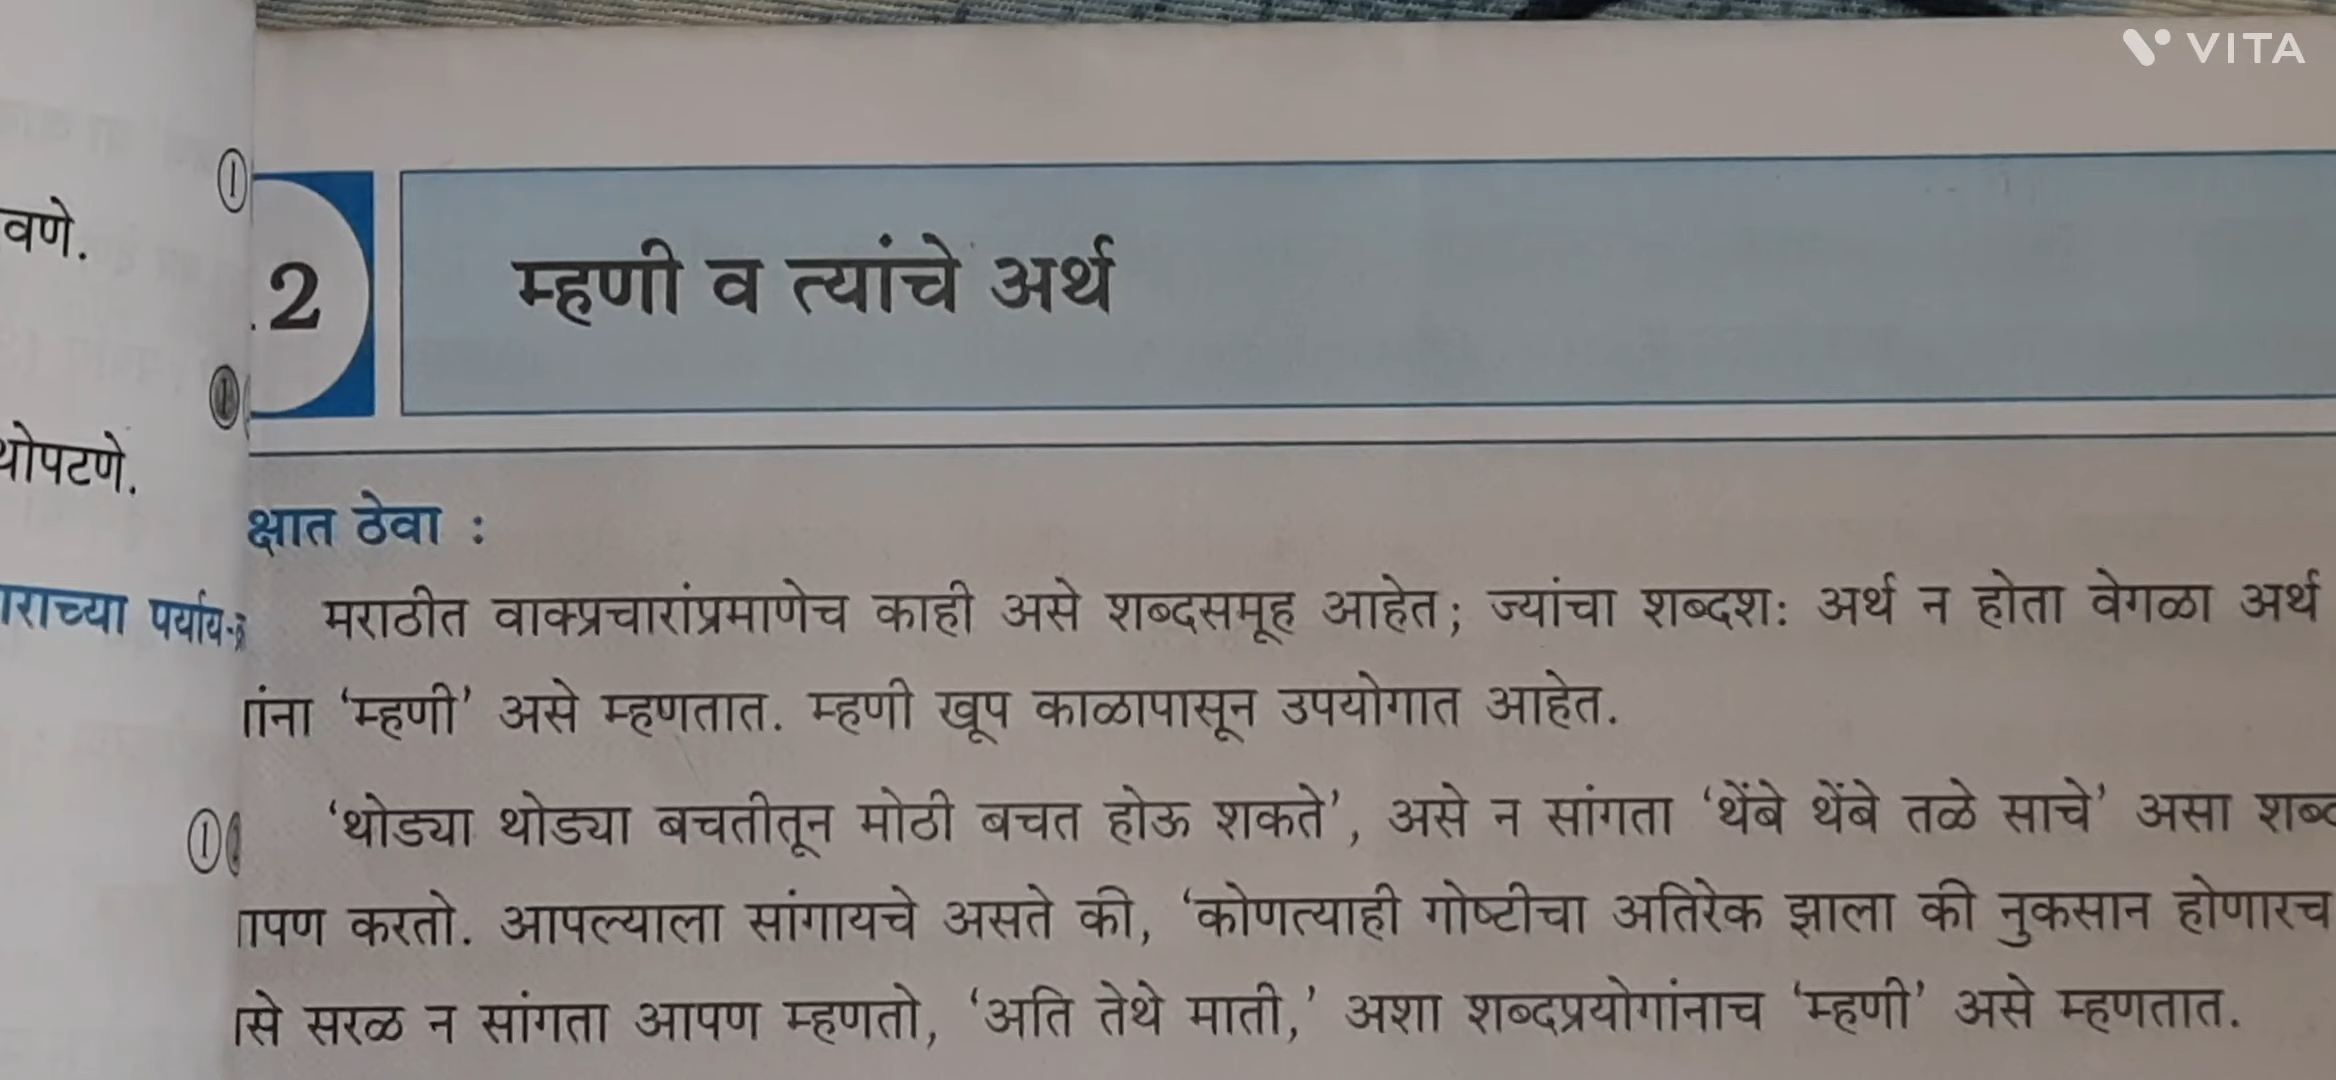 VITA
वणे.
.2
म्हणी व त्यांचे अर्थ
थोपटणे.
क्षात ठेवा :
राच्या पर्याय
मराठीत वाक्प्रचारांप्रमाणेच काही असे शब्दसमूह आहेत; ज्यांचा शब्दशः अर्थ न होता वेगळा अर्थ
ांना ‘म्हणी’ असे म्हणतात. म्हणी खूप काळापासून उपयोगात आहेत.
‘थोड्या थोड्या बचतीतून मोठी बचत होऊ शकते’, असे न सांगता ‘थेंबे थेंबे तळे साचे’ असा शब्द
ापण करतो. आपल्याला सांगायचे असते की, ‘कोणत्याही गोष्टीचा अतिरेक झाला की नुकसान होणारच
से सरळ न सांगता आपण म्हणतो, ‘अति तेथे माती,’ अशा शब्दप्रयोगांनाच ‘म्हणी’ असे म्हणतात.